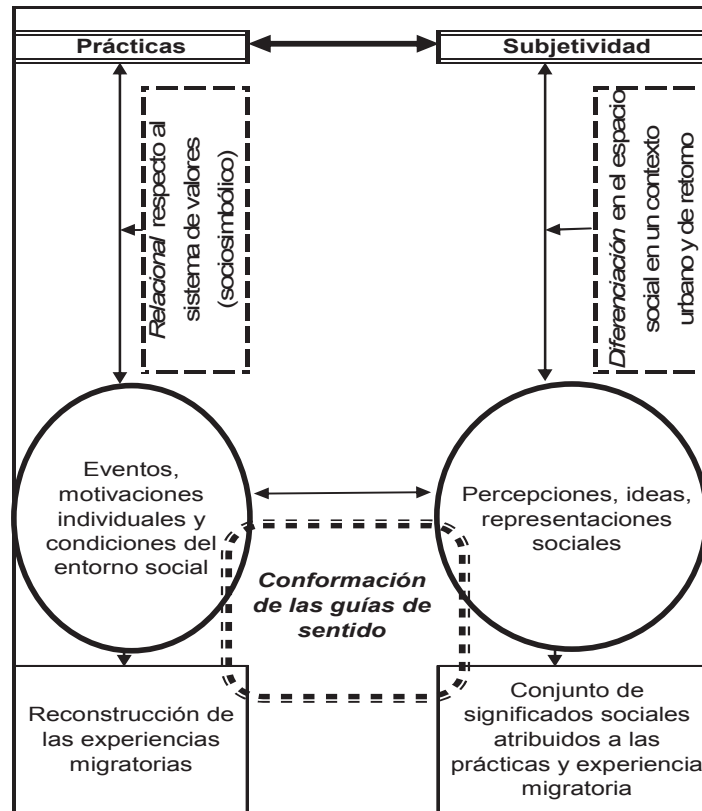 Prácticas
Subjetividad
Relacional respecto al
sistema de valores
(sociosimbólico)
Diferenciación en el espacio
social en un contexto
urbano y de retorno
Eventos,
motivaciones
individuales y
condiciones del
entorno social
Percepciones, ideas,
representaciones
sociales
Conformación
de las guías de
sentido
Reconstrucción de
las experiencias
migratorias
Conjunto de
significados sociales
atribuidos a las
prácticas y experiencia
migratoria